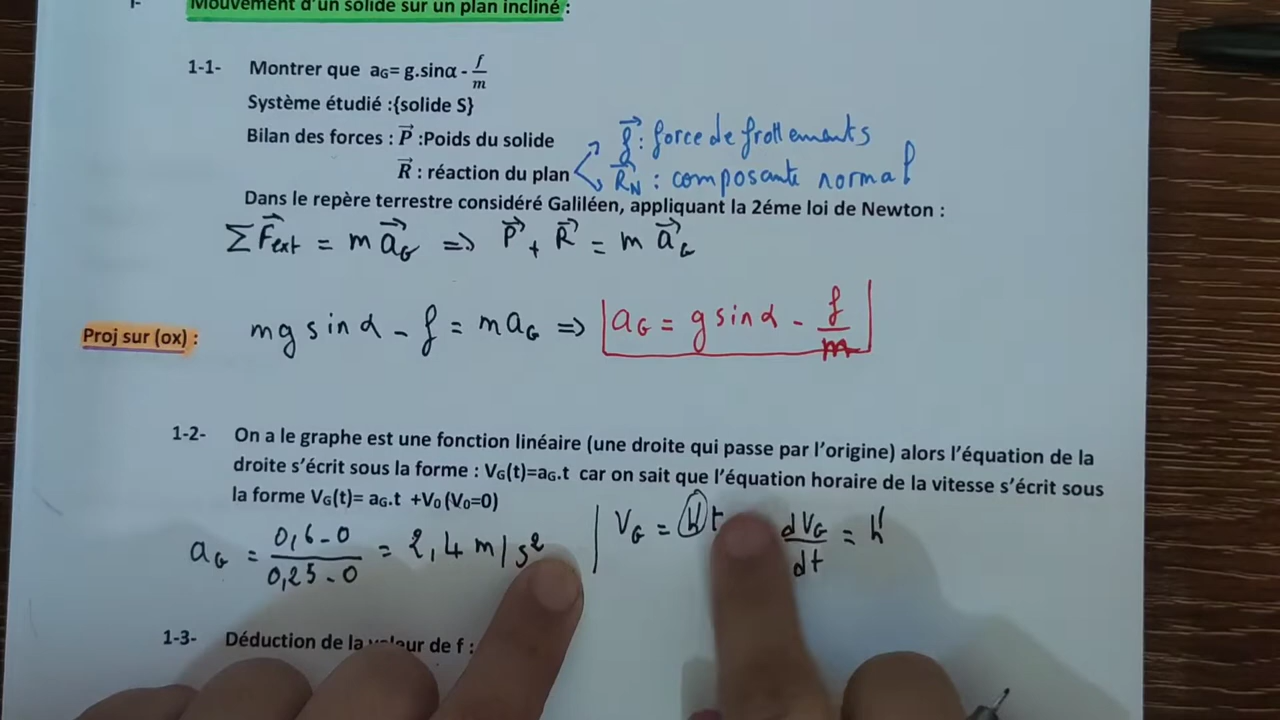 I- Mouvement d'un solide sur un plan incliné :
1-1- Montrer que aG= g.sinα - f/m
Système étudié :{solide S}
Bilan des forces : P⃗ :Poids du solide
f⃗ : force de frottements
R⃗ : réaction du plan
R⃗N : composante normal
Dans le repère terrestre considéré Galiléen, appliquant la 2éme loi de Newton :
ΣF⃗ext = m a⃗G => P⃗ + R⃗ = m a⃗G
Proj sur (ox) : mg sin α - f = m aG => aG = g sin α - f/m
1-2- On a le graphe est une fonction linéaire (une droite qui passe par l'origine) alors l'équation de la
droite s'écrit sous la forme : VG(t)=aG.t car on sait que l'équation horaire de la vitesse s'écrit sous
la forme VG(t)= aG.t +V0 (V0=0)
aG = (0,6 - 0)/(0,25 - 0) = 2,4 m/s² | VG = kt dVG/dt = k
1-3- Déduction de la valeur de f :